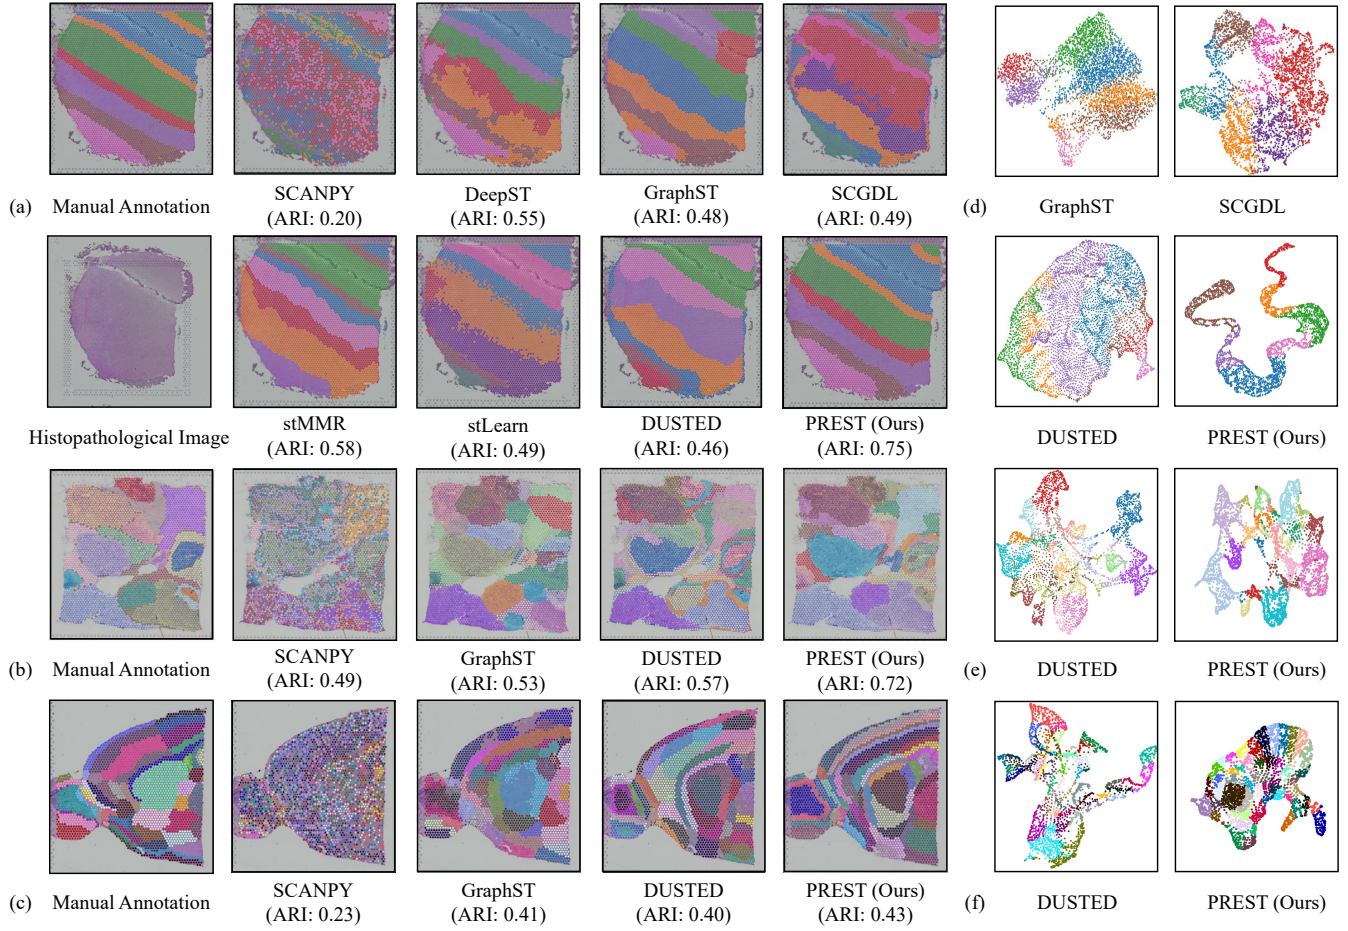 (a) Manual Annotation
SCANPY
(ARI: 0.20)
DeepST
(ARI: 0.55)
GraphST
(ARI: 0.48)
SCGDL
(ARI: 0.49)
(d)
GraphST
SCGDL
Histopathological Image
stMMR
(ARI: 0.58)
stLearn
(ARI: 0.49)
DUSTED
(ARI: 0.46)
PREST (Ours)
(ARI: 0.75)
DUSTED
PREST (Ours)
(b) Manual Annotation
SCANPY
(ARI: 0.49)
GraphST
(ARI: 0.53)
DUSTED
(ARI: 0.57)
PREST (Ours)
(ARI: 0.72)
(e)
DUSTED
PREST (Ours)
(c) Manual Annotation
SCANPY
(ARI: 0.23)
GraphST
(ARI: 0.41)
DUSTED
(ARI: 0.40)
PREST (Ours)
(ARI: 0.43)
(f)
DUSTED
PREST (Ours)